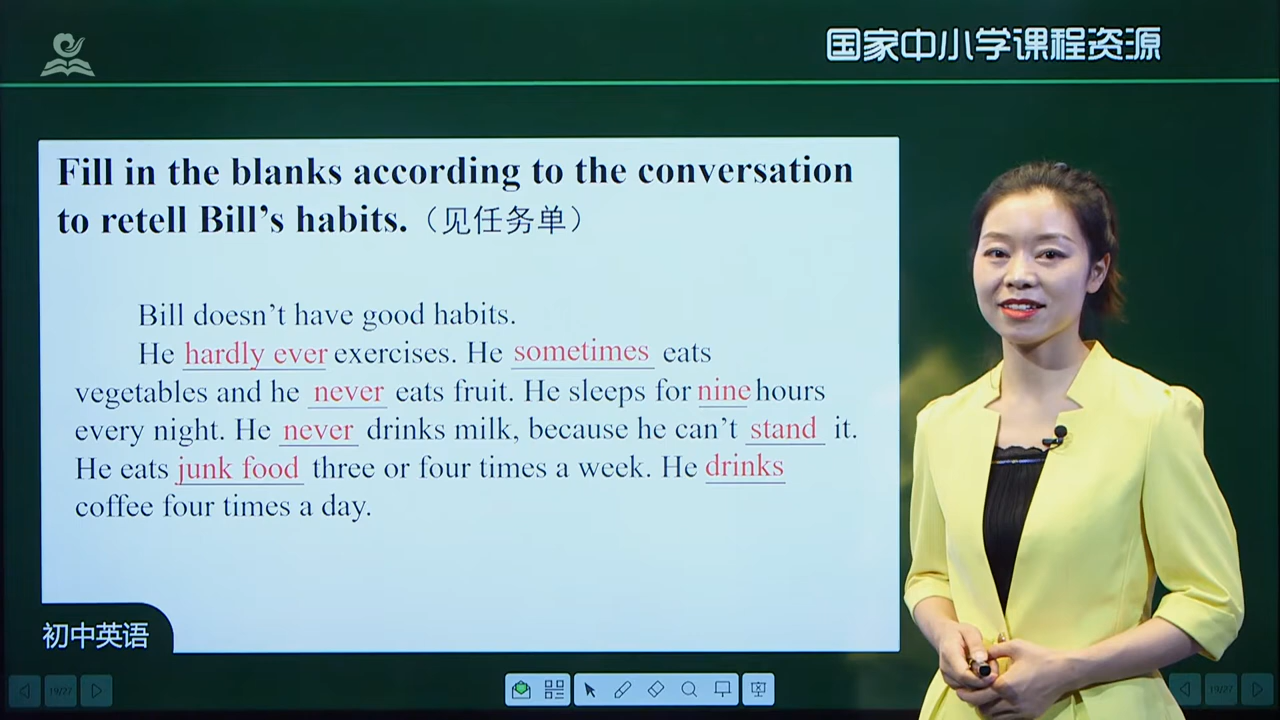 国家中小学课程资源
Fill in the blanks according to the conversation
to retell Bill's habits.（见任务单）
Bill doesn't have good habits.
He hardly ever exercises. He sometimes eats
vegetables and he never eats fruit. He sleeps for nine hours
every night. He never drinks milk, because he can't stand it.
He eats junk food three or four times a week. He drinks
coffee four times a day.
初中英语
19/27
19/27